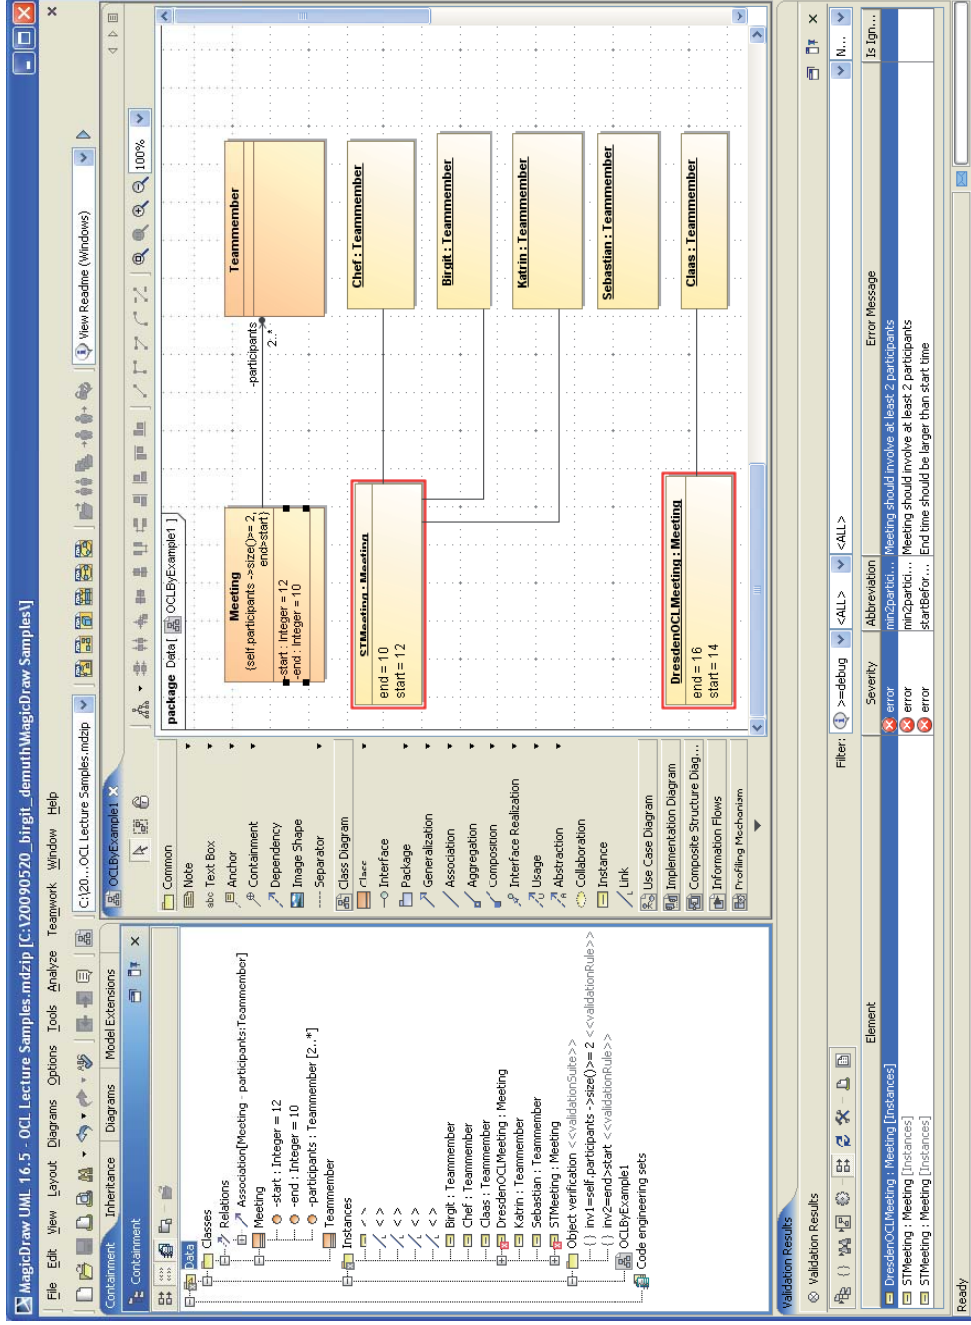 MagicDraw UML 16.5 - OCL Lecture Samples.mdzip [C:\20090520_birgit_demuth\MagicDraw Samples\]
File Edit View Layout Diagrams Options Tools Analyze Teamwork Window Help
C:\20...OCL Lecture Samples.mdzip
View Readme (Windows)
Containment Inheritance Diagrams Model Extensions
Containment
Data
Classes
Relations
Association[Meeting - participants:Teammember]
Meeting
-start : Integer = 12
-end : Integer = 10
-participants : Teammember [2..*]
Teammember
Instances
< >
< >
< >
Birgit : Teammember
Chef : Teammember
Claas : Teammember
DresdenOCLMeeting : Meeting
Katrin : Teammember
Sebastian : Teammember
STMeeting : Meeting
Object verification <<validationSuite>>
{} inv1=self.participants ->size()>= 2 <<validationRule>>
{} inv2=end>start <<validationRule>>
OCLByExample1
Code engineering sets
OCLByExample1
100%
Common
Note
abc Text Box
Anchor
Containment
Dependency
Image Shape
Separator
Class Diagram
Class
Interface
Package
Generalization
Association
Aggregation
Composition
Interface Realization
Usage
Abstraction
Collaboration
Instance
Link
Use Case Diagram
Implementation Diagram
Composite Structure Diag...
Information Flows
Profiling Mechanism
package Data [ OCLByExample1 ]
Meeting
{self.participants ->size()>= 2,
end>start}
-start : Integer = 12
-end : Integer = 10
-participants
2..*
Teammember
STMeeting : Meeting
end = 10
start = 12
Chef : Teammember
Birgit : Teammember
Katrin : Teammember
Sebastian : Teammember
DresdenOCLMeeting : Meeting
end = 16
start = 14
Claas : Teammember
Validation Results
Validation Results
Filter: >=debug <ALL> <ALL> N...
Element Severity Abbreviation Error Message Is Ign...
DresdenOCLMeeting : Meeting [Instances] error min2partici... Meeting should involve at least 2 participants
STMeeting : Meeting [Instances] error min2partici... Meeting should involve at least 2 participants
STMeeting : Meeting [Instances] error startBefor... End time should be larger than start time
Ready